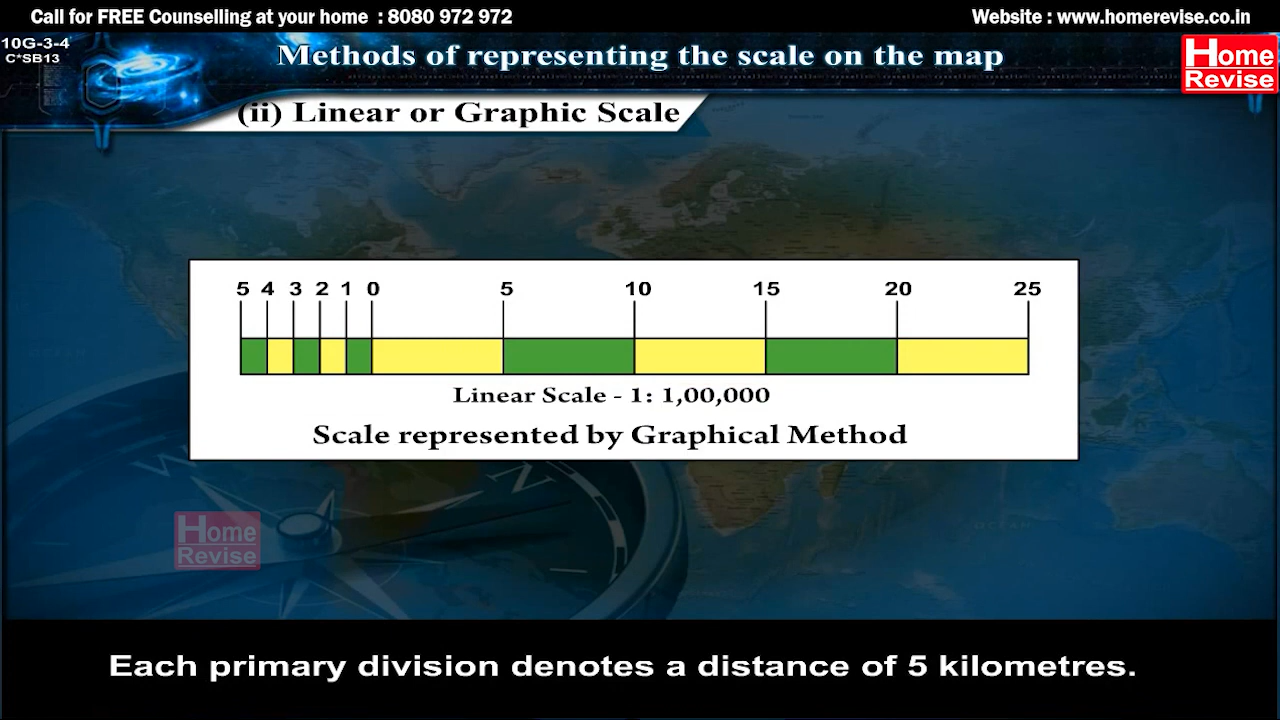 Call for FREE Counselling at your home : 8080 972 972
Website : www.homerevise.co.in
10G-3-4
C*SB13
Methods of representing the scale on the map
Home
Revise
(ii) Linear or Graphic Scale
5 4 3 2 1 0 5 10 15 20 25
Linear Scale - 1: 1,00,000
Scale represented by Graphical Method
W
N
Home
Revise
OCEAN
Each primary division denotes a distance of 5 kilometres.